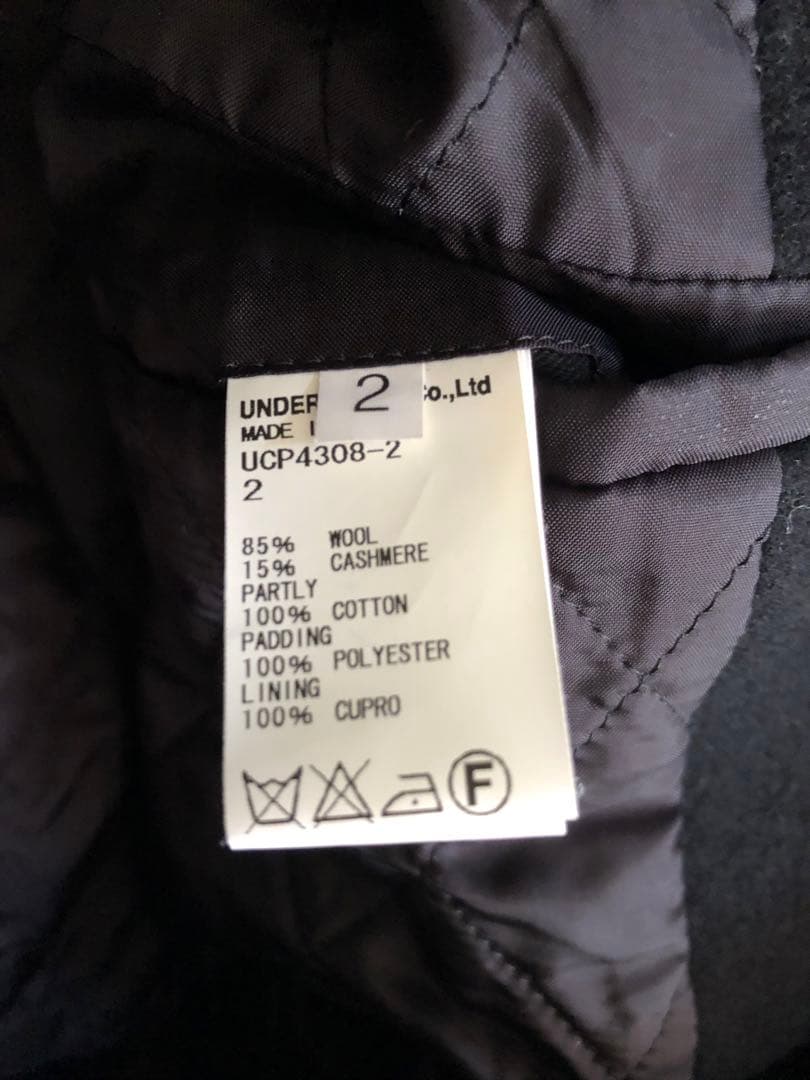 2
UNDER Co.,Ltd
MADE
UCP4308-2
2
85% WOOL
15% CASHMERE
PARTLY
100% COTTON
PADDING
100% POLYESTER
LINING
100% CUPRO
F